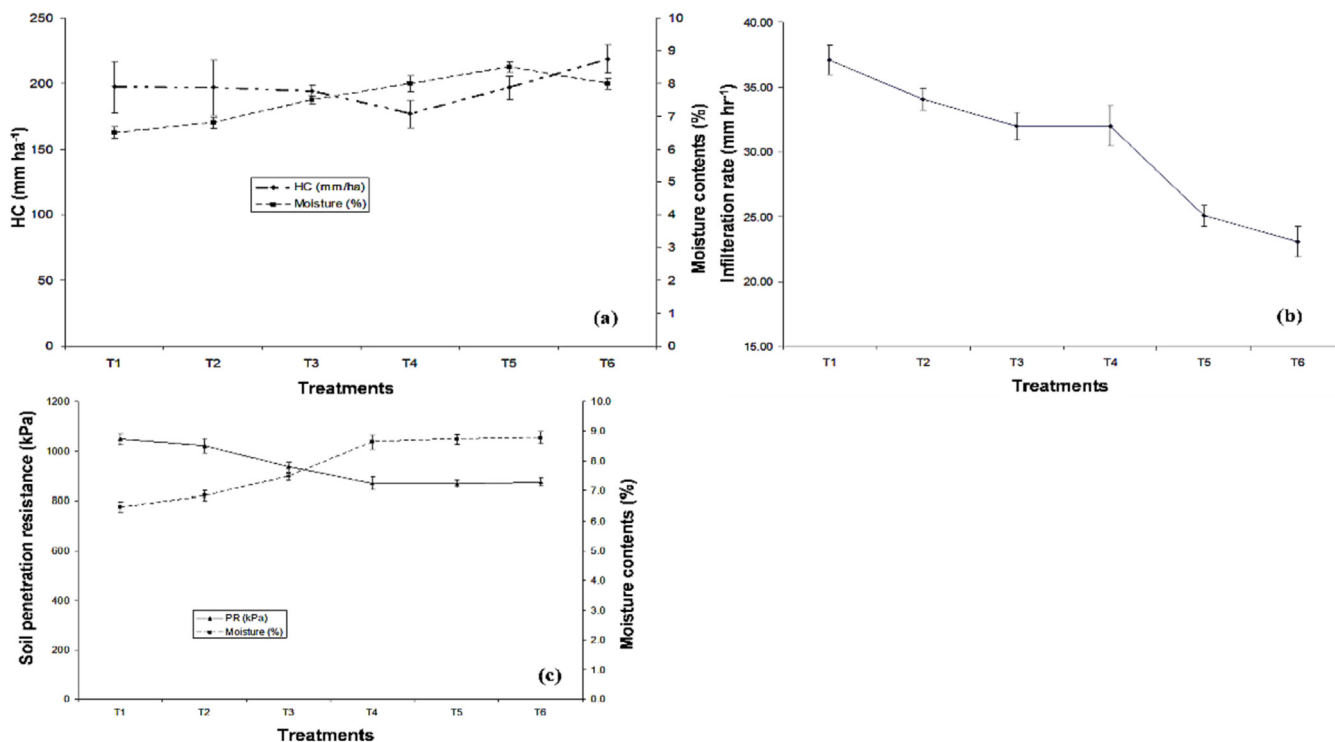 250
200
150
100
50
0
HC (mm ha-1)
HC (mm/ha)
Moisture (%)
10
9
8
7
6
5
4
3
2
1
0
Moisture contents (%)
(a)
T1 T2 T3 T4 T5 T6
Treatments
40.00
35.00
30.00
25.00
20.00
15.00
Infilteration rate (mm hr-1)
(b)
T1 T2 T3 T4 T5 T6
Treatments
1200
1000
800
600
400
200
0
Soil penetration resistance (kPa)
PR (kPa)
Moisture (%)
10.0
9.0
8.0
7.0
6.0
5.0
4.0
3.0
2.0
1.0
0.0
Moisture contents (%)
(c)
T1 T2 T3 T4 T5 T6
Treatments